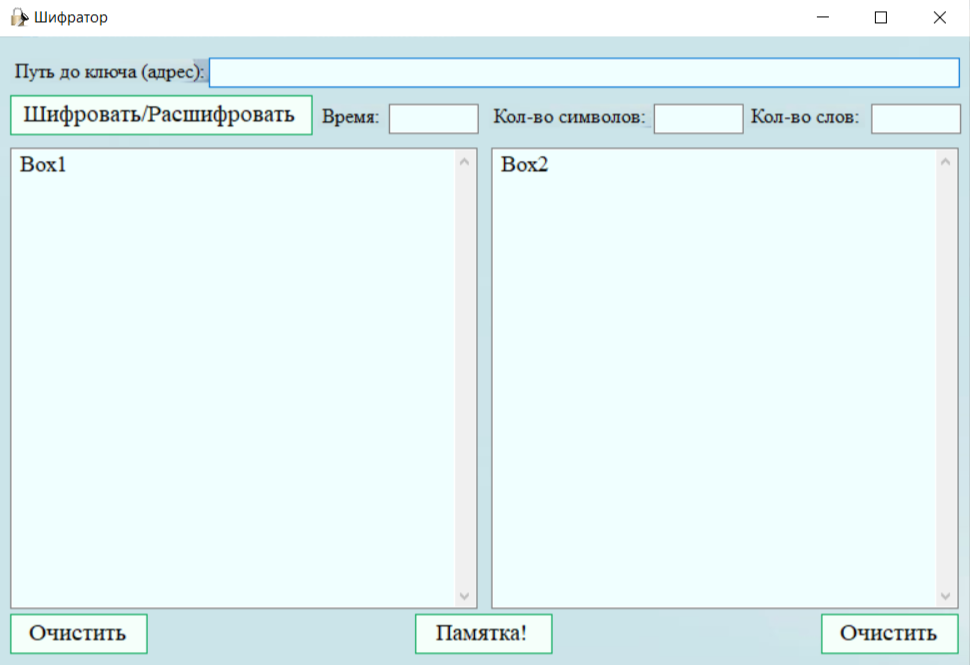 Шифратор
Путь до ключа (адрес):
Шифровать/Расшифровать Время: Кол-во символов: Кол-во слов:
Box1 Box2
Очистить Памятка! Очистить